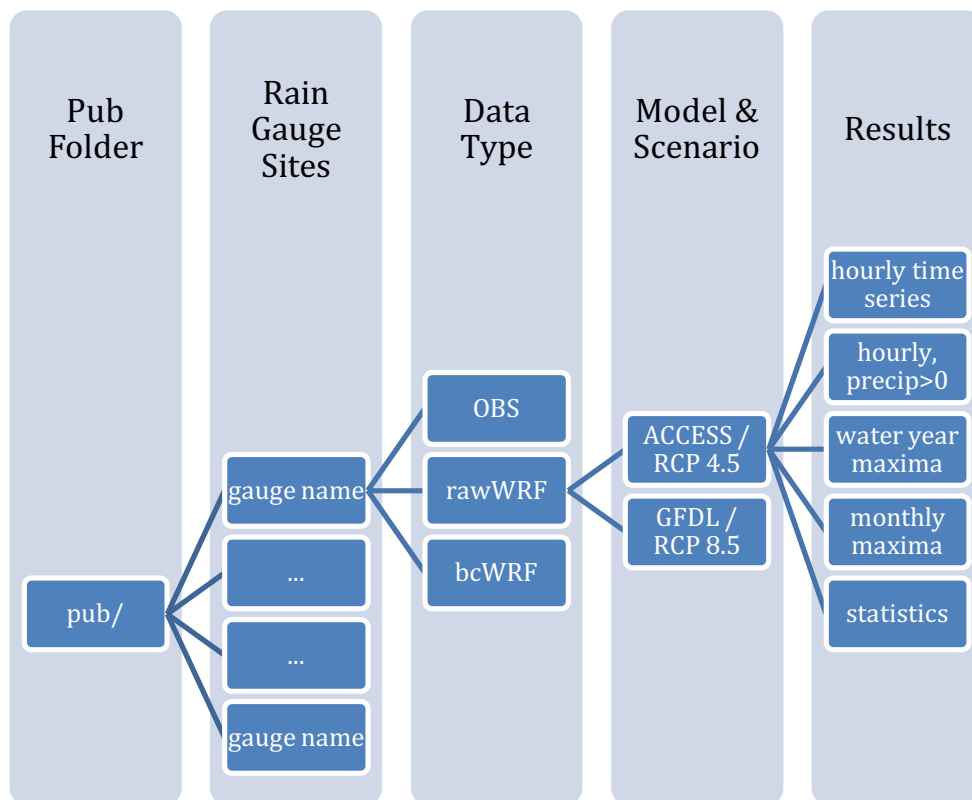 Pub
Folder
Rain
Gauge
Sites
Data
Type
Model &
Scenario
Results
pub/
gauge name
...
...
gauge name
OBS
rawWRF
bcWRF
ACCESS /
RCP 4.5
GFDL /
RCP 8.5
hourly time
series
hourly,
precip>0
water year
maxima
monthly
maxima
statistics